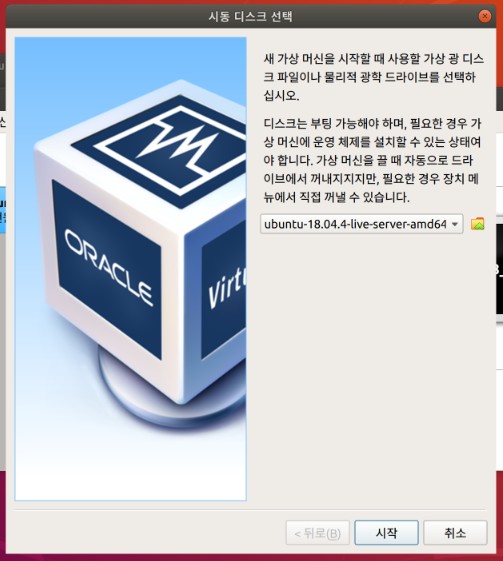 시동 디스크 선택
새 가상 머신을 시작할 때 사용할 가상 광 디스
크 파일이나 물리적 광학 드라이브를 선택하
십시오.
디스크는 부팅 가능해야 하며, 필요한 경우 가
상 머신에 운영 체제를 설치할 수 있는 상태여
야 합니다. 가상 머신을 끌 때 자동으로 드라
이브에서 꺼내지지만, 필요한 경우 장치 메
뉴에서 직접 꺼낼 수 있습니다.
ubuntu-18.04.4-live-server-amd64
ORACLE
< 뒤로(B)
시작
취소